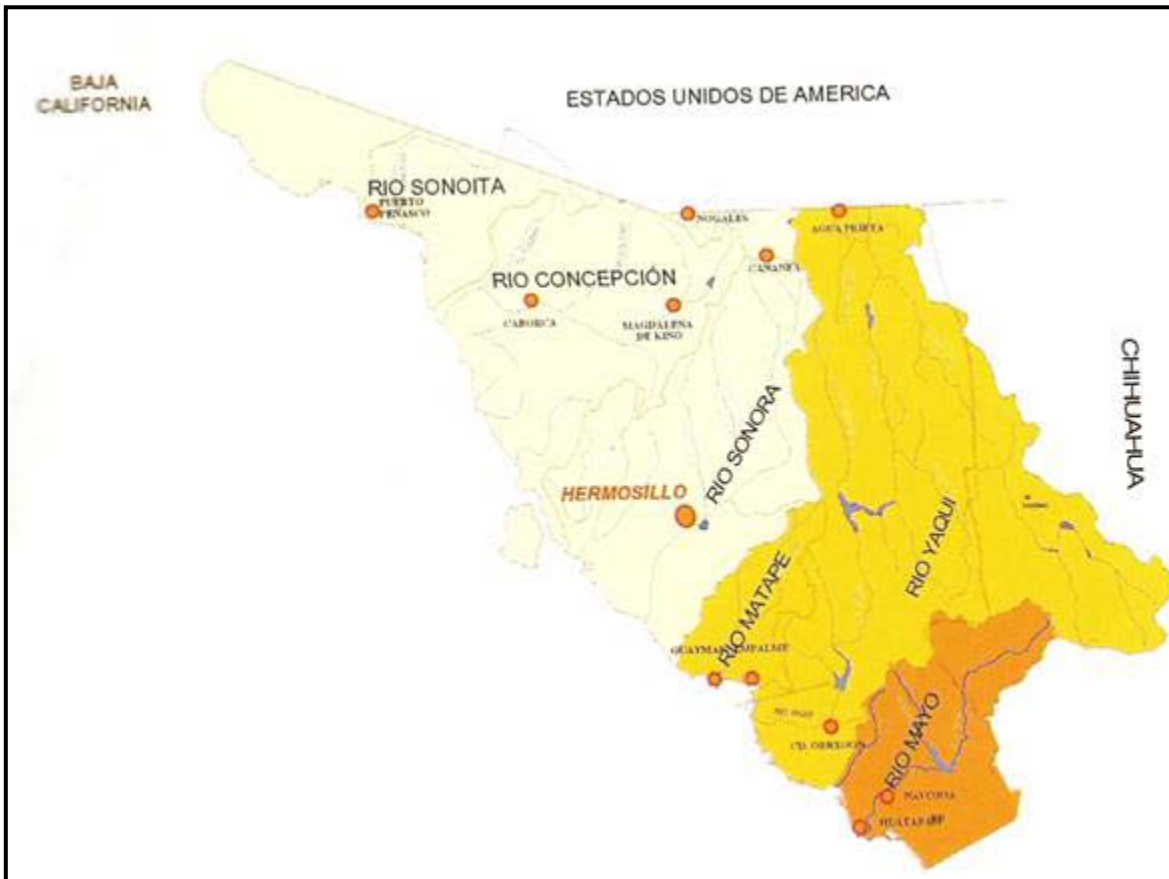 BAJA
CALIFORNIA
ESTADOS UNIDOS DE AMERICA
RIO SONOITA
PUERTO
PEÑASCO
NOGALES
AGUA PRIETA
CANANEA
RIO CONCEPCIÓN
CABORCA
MAGDALENA
DE KINO
CHIHUAHUA
RIO SONORA
HERMOSILLO
RIO YAQUI
RIO MATAPE
GUAYMAS
EMPALME
CD. OBREGON
RIO MAYO
NAVOJOA
HUATABAMPO